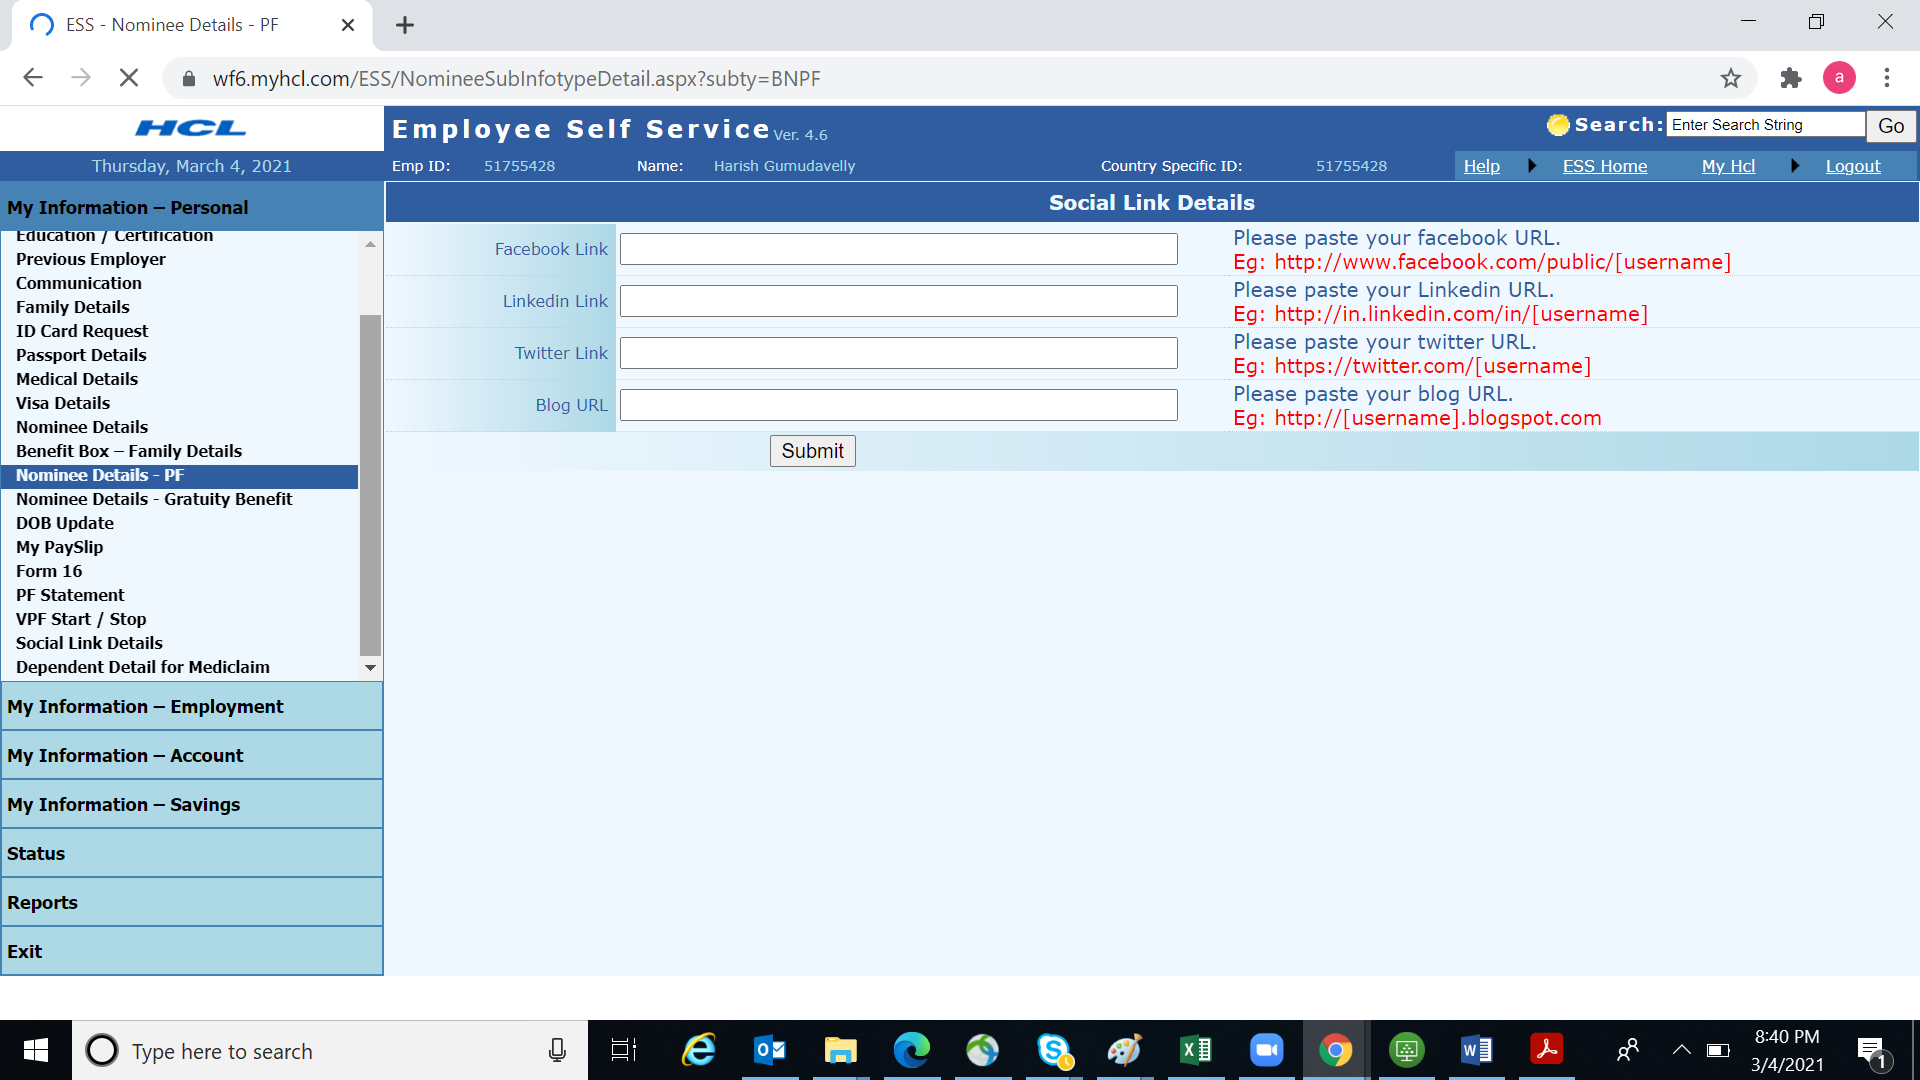 ESS - Nominee Details - PF
wf6.myhcl.com/ESS/NomineeSubInfotypeDetail.aspx?subty=BNPF
a
HCL
Employee Self Service Ver. 4.6
Search: Enter Search String Go
Thursday, March 4, 2021
Emp ID: 51755428 Name: Harish Gumudavelly Country Specific ID: 51755428 Help ESS Home My Hcl Logout
My Information – Personal
Education / Certification
Previous Employer
Communication
Family Details
ID Card Request
Passport Details
Medical Details
Visa Details
Nominee Details
Benefit Box – Family Details
Nominee Details - PF
Nominee Details - Gratuity Benefit
DOB Update
My PaySlip
Form 16
PF Statement
VPF Start / Stop
Social Link Details
Dependent Detail for Mediclaim
My Information – Employment
My Information – Account
My Information – Savings
Status
Reports
Exit
Social Link Details
Facebook Link
Please paste your facebook URL.
Eg: http://www.facebook.com/public/[username]
Linkedin Link
Please paste your Linkedin URL.
Eg: http://in.linkedin.com/in/[username]
Twitter Link
Please paste your twitter URL.
Eg: https://twitter.com/[username]
Blog URL
Please paste your blog URL.
Eg: http://[username].blogspot.com
Submit
Type here to search
8:40 PM
3/4/2021
1